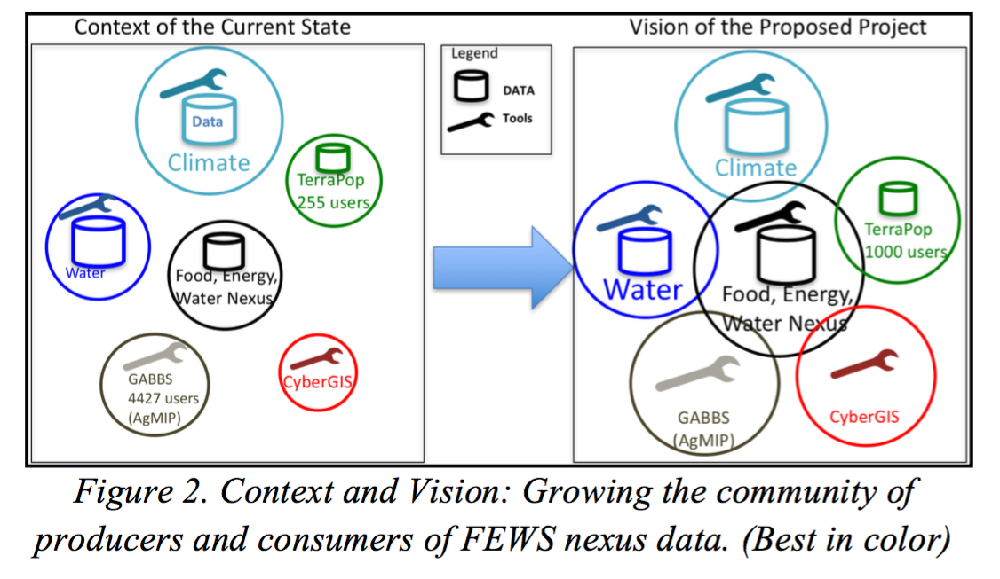 Context of the Current State
Data
Climate
TerraPop
255 users
Water
Food, Energy,
Water Nexus
GABBS
4427 users
(AgMIP)
CyberGIS
Legend
DATA
Tools
Vision of the Proposed Project
Climate
TerraPop
1000 users
Water
Food, Energy,
Water Nexus
GABBS
(AgMIP)
CyberGIS
Figure 2. Context and Vision: Growing the community of
producers and consumers of FEWS nexus data. (Best in color)